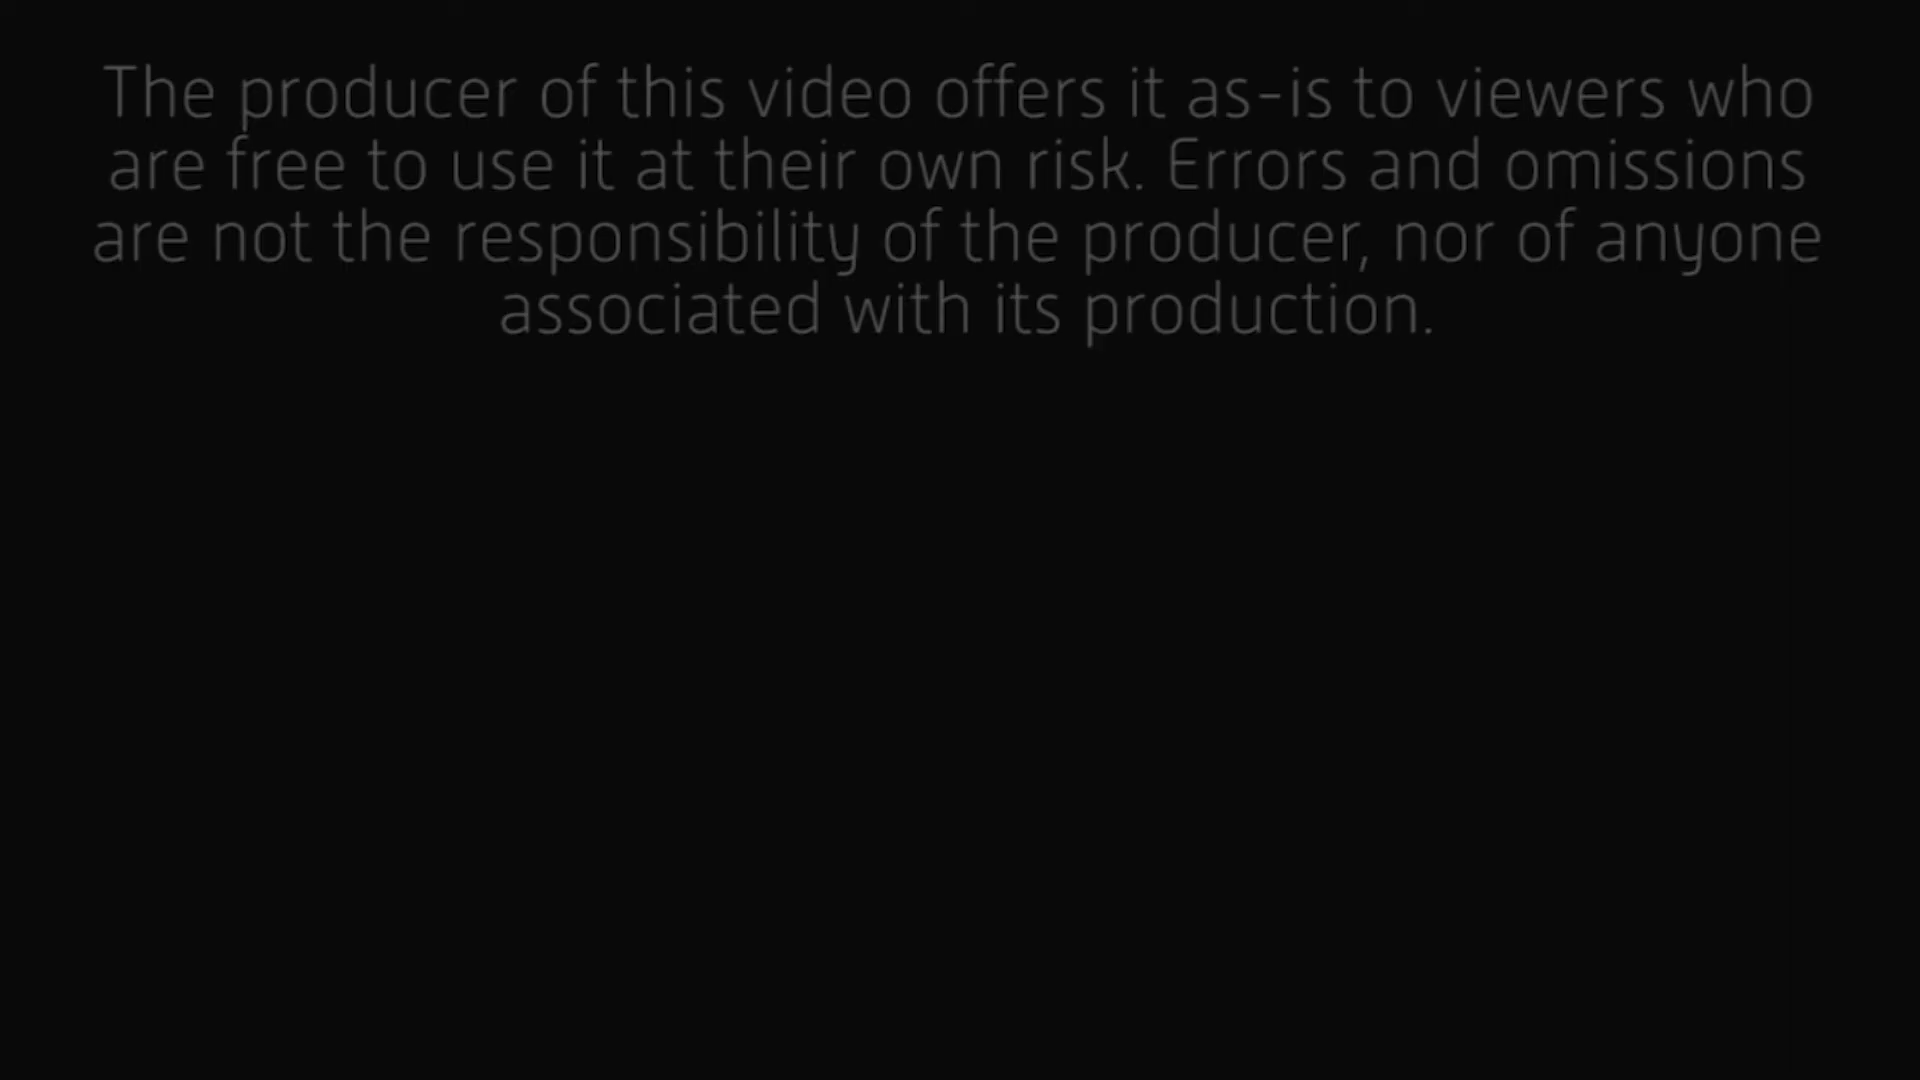 The producer of this video offers it as-is to viewers who
are free to use it at their own risk. Errors and omissions
are not the responsibility of the producer, nor of anyone
associated with its production.